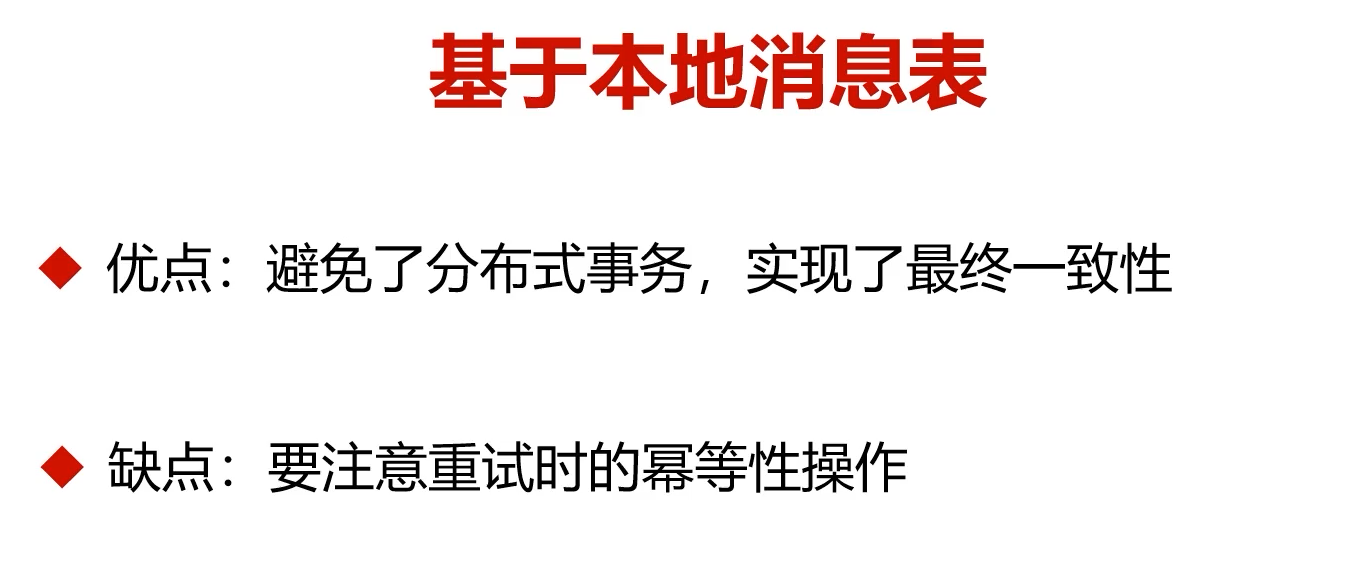 基于本地消息表
优点：避免了分布式事务，实现了最终一致性
缺点：要注意重试时的幂等性操作